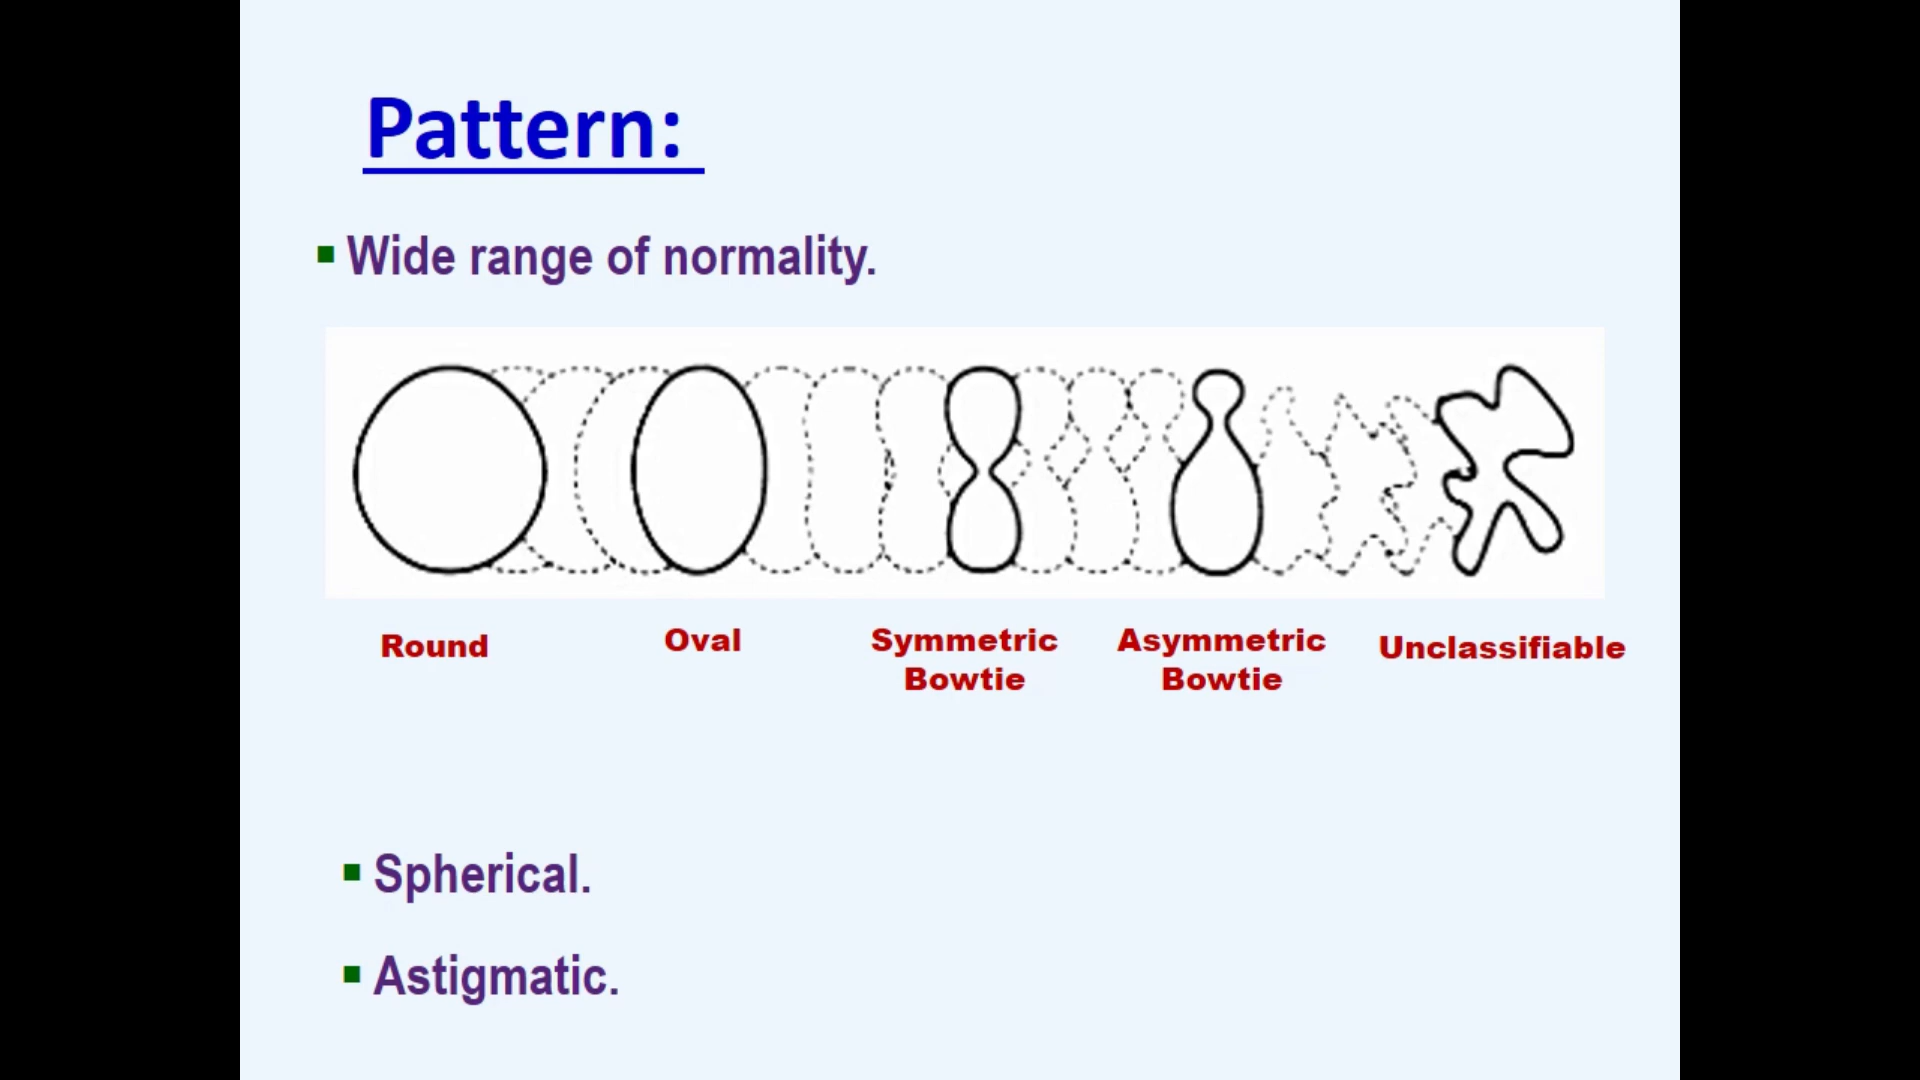 Pattern:
▪ Wide range of normality.
Round
Oval
Symmetric
Bowtie
Asymmetric
Bowtie
Unclassifiable
▪ Spherical.
▪ Astigmatic.